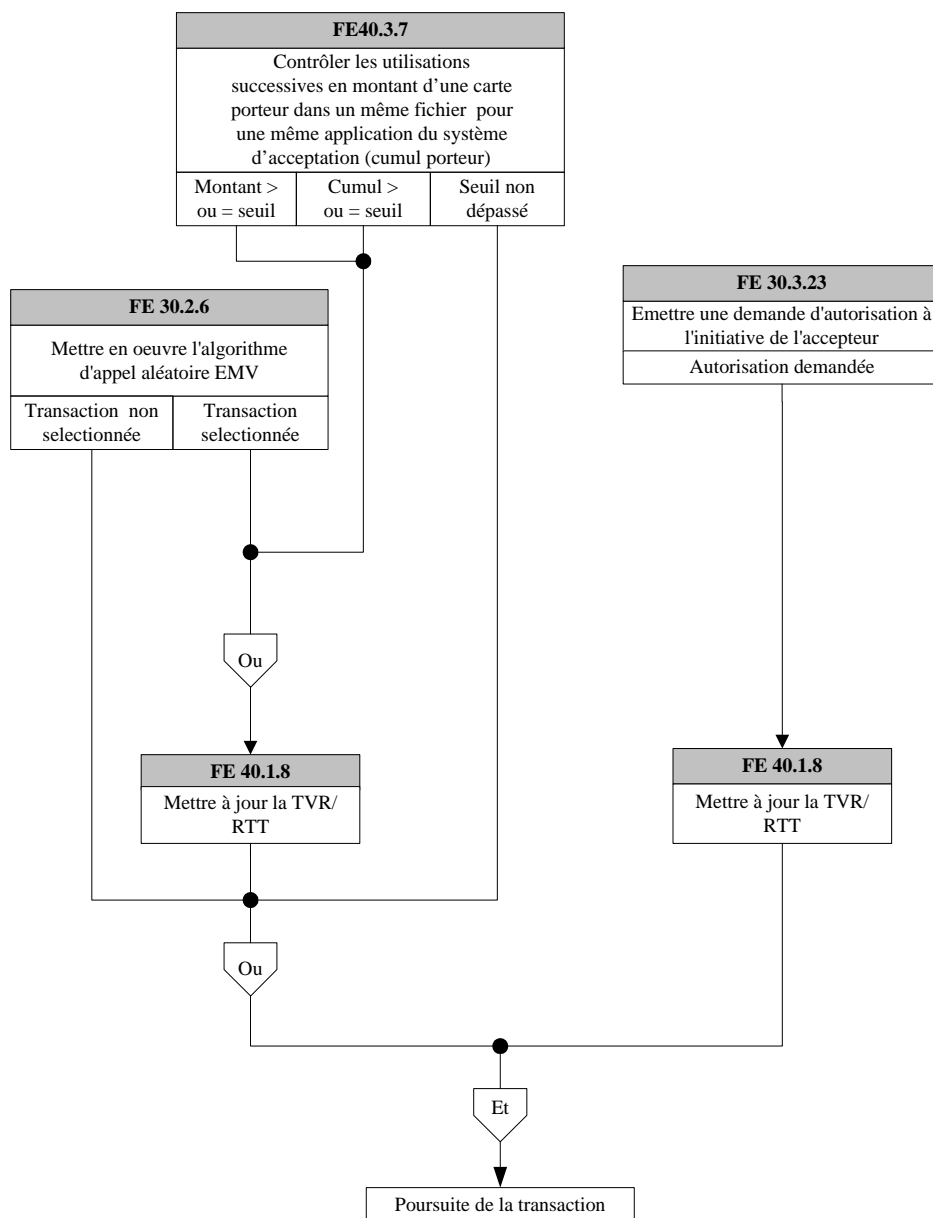 FE40.3.7
Contrôler les utilisations
successives en montant d’une carte
porteur dans un même fichier pour
une même application du système
d’acceptation (cumul porteur)
Montant >
ou = seuil
Cumul >
ou = seuil
Seuil non
dépassé
FE 30.2.6
Mettre en oeuvre l'algorithme
d'appel aléatoire EMV
Transaction non
selectionnée
Transaction
selectionnée
FE 30.3.23
Emettre une demande d'autorisation à
l'initiative de l'accepteur
Autorisation demandée
Ou
FE 40.1.8
Mettre à jour la TVR/
RTT
FE 40.1.8
Mettre à jour la TVR/
RTT
Ou
Et
Poursuite de la transaction